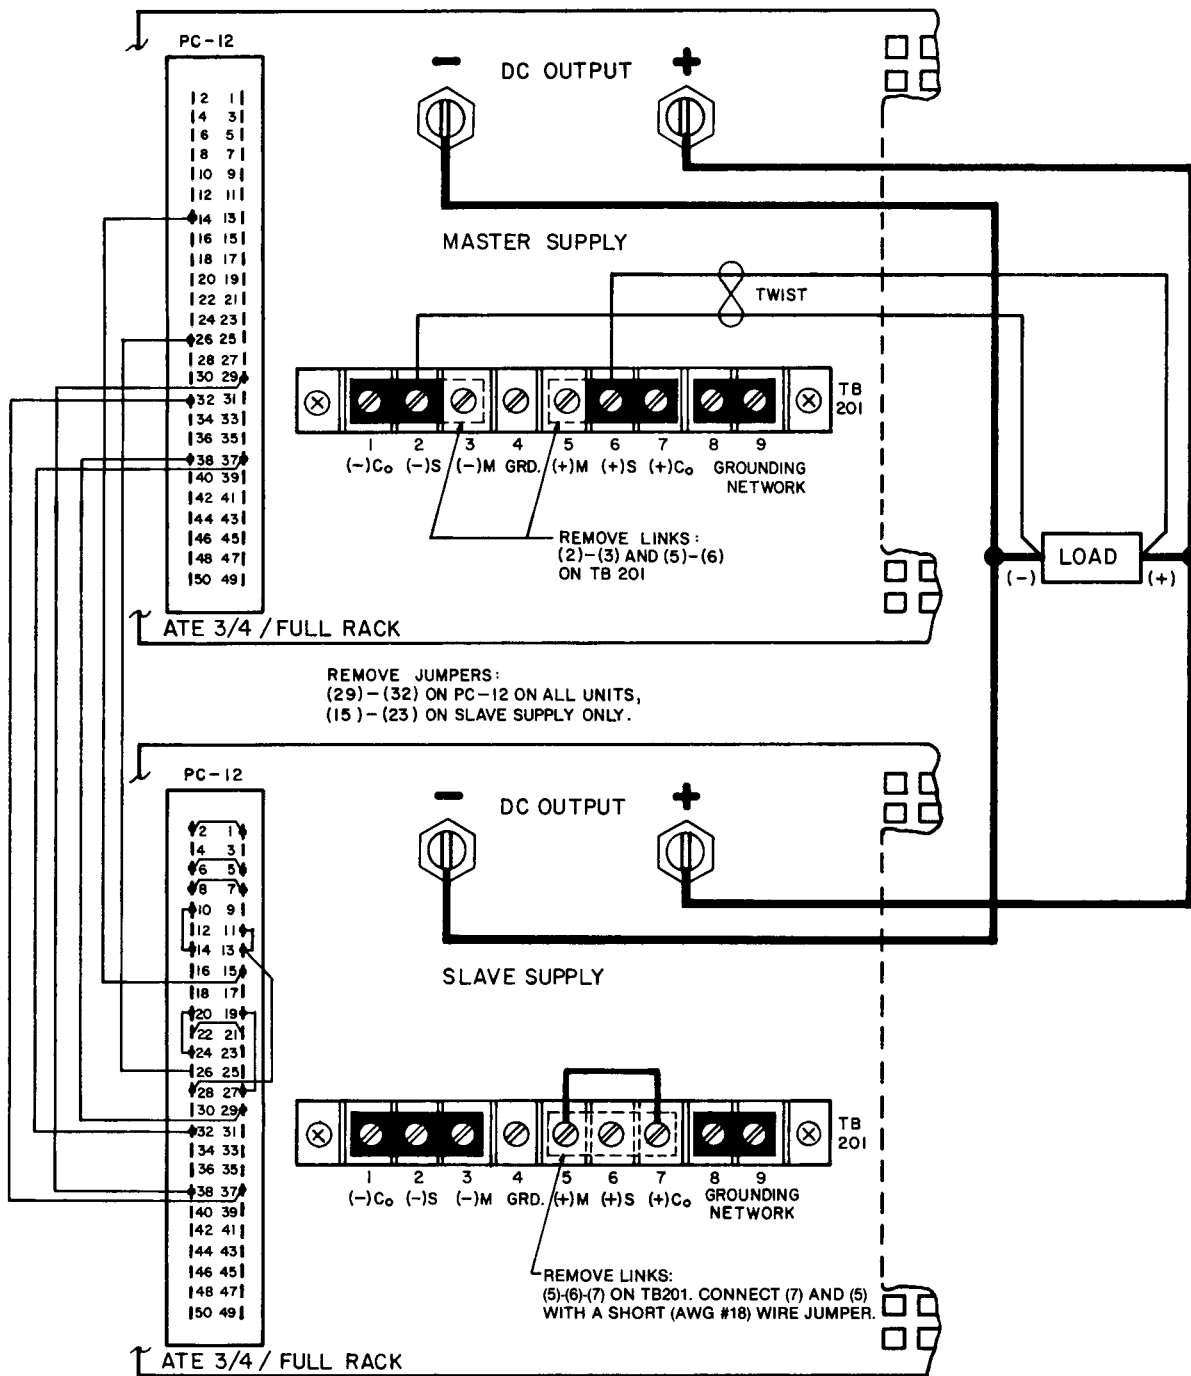 PC-12
- DC OUTPUT +
2 1
4 3
6 5
8 7
10 9
12 11
14 13
16 15
18 17
20 19
22 21
24 23
26 25
28 27
30 29
32 31
34 33
36 35
38 37
40 39
42 41
44 43
46 45
48 47
50 49
MASTER SUPPLY
TWIST
TB
201
1 2 3 4 5 6 7 8 9
(-)Co (-)S (-)M GRD. (+)M (+)S (+)Co GROUNDING
NETWORK
REMOVE LINKS:
(2)-(3) AND (5)-(6)
ON TB 201
LOAD
(-) (+)
ATE 3/4 / FULL RACK
REMOVE JUMPERS:
(29)-(32) ON PC-12 ON ALL UNITS,
(15)-(23) ON SLAVE SUPPLY ONLY.
PC-12
- DC OUTPUT +
2 1
4 3
6 5
8 7
10 9
12 11
14 13
16 15
18 17
20 19
22 21
24 23
26 25
28 27
30 29
32 31
34 33
36 35
38 37
40 39
42 41
44 43
46 45
48 47
50 49
SLAVE SUPPLY
TB
201
1 2 3 4 5 6 7 8 9
(-)Co (-)S (-)M GRD. (+)M (+)S (+)Co GROUNDING
NETWORK
REMOVE LINKS:
(5)-(6)-(7) ON TB201. CONNECT (7) AND (5)
WITH A SHORT (AWG #18) WIRE JUMPER.
ATE 3/4 / FULL RACK